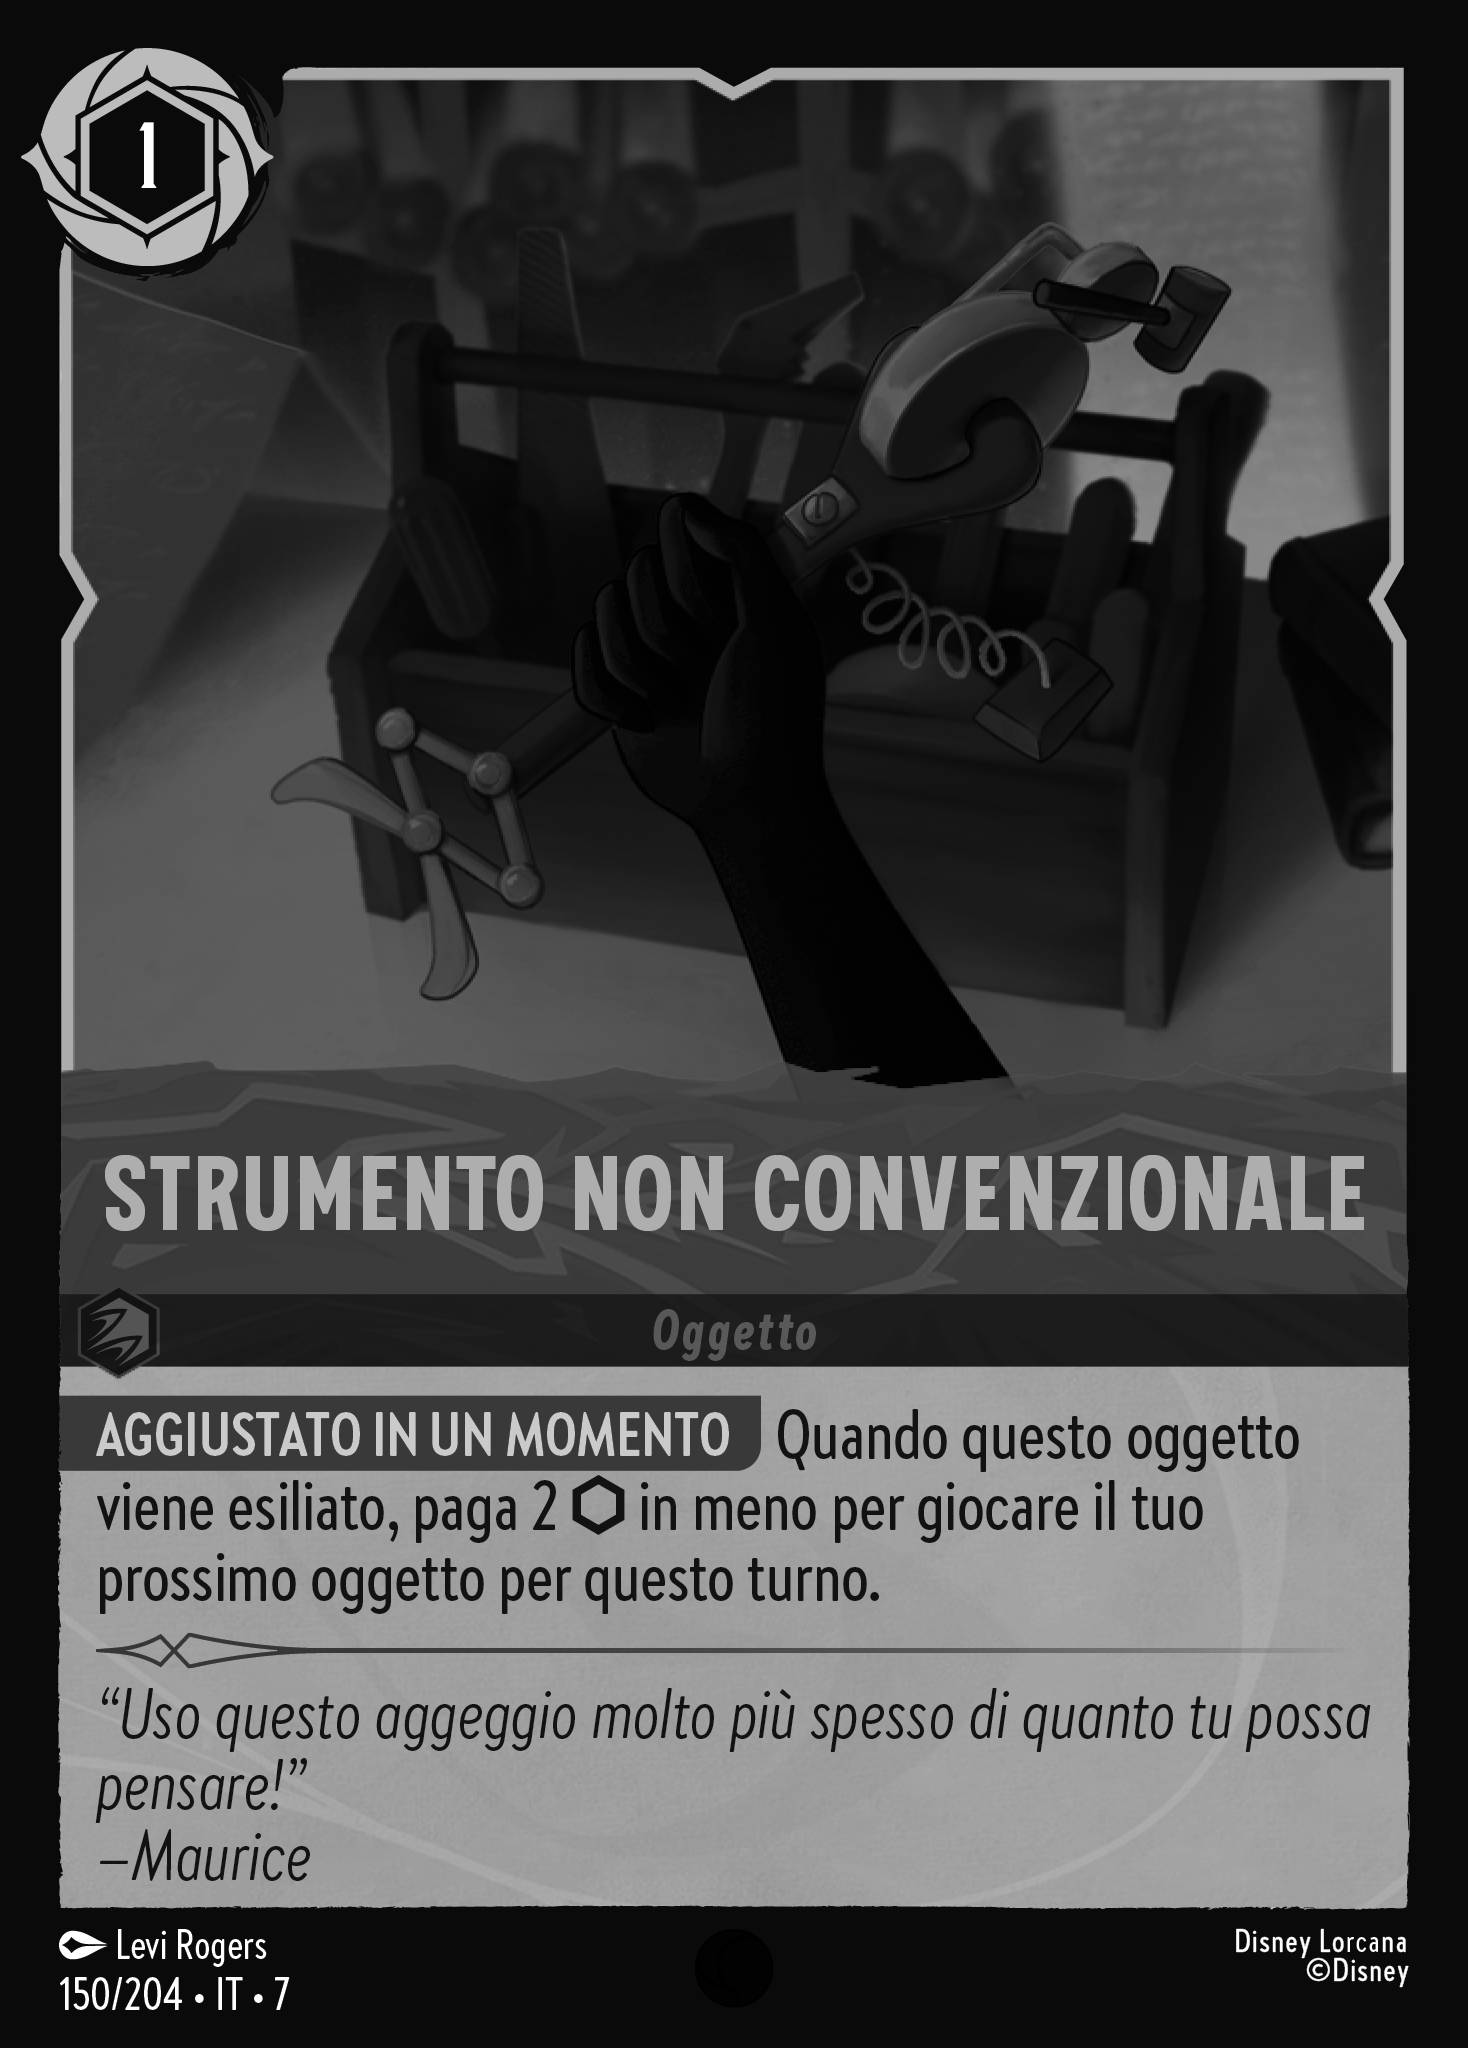 1
STRUMENTO NON CONVENZIONALE
Oggetto
AGGIUSTATO IN UN MOMENTO Quando questo oggetto
viene esiliato, paga 2 ⬡ in meno per giocare il tuo
prossimo oggetto per questo turno.
“Uso questo aggeggio molto più spesso di quanto tu possa
pensare!”
–Maurice
Levi Rogers
150/204 • IT • 7
Disney Lorcana
©Disney